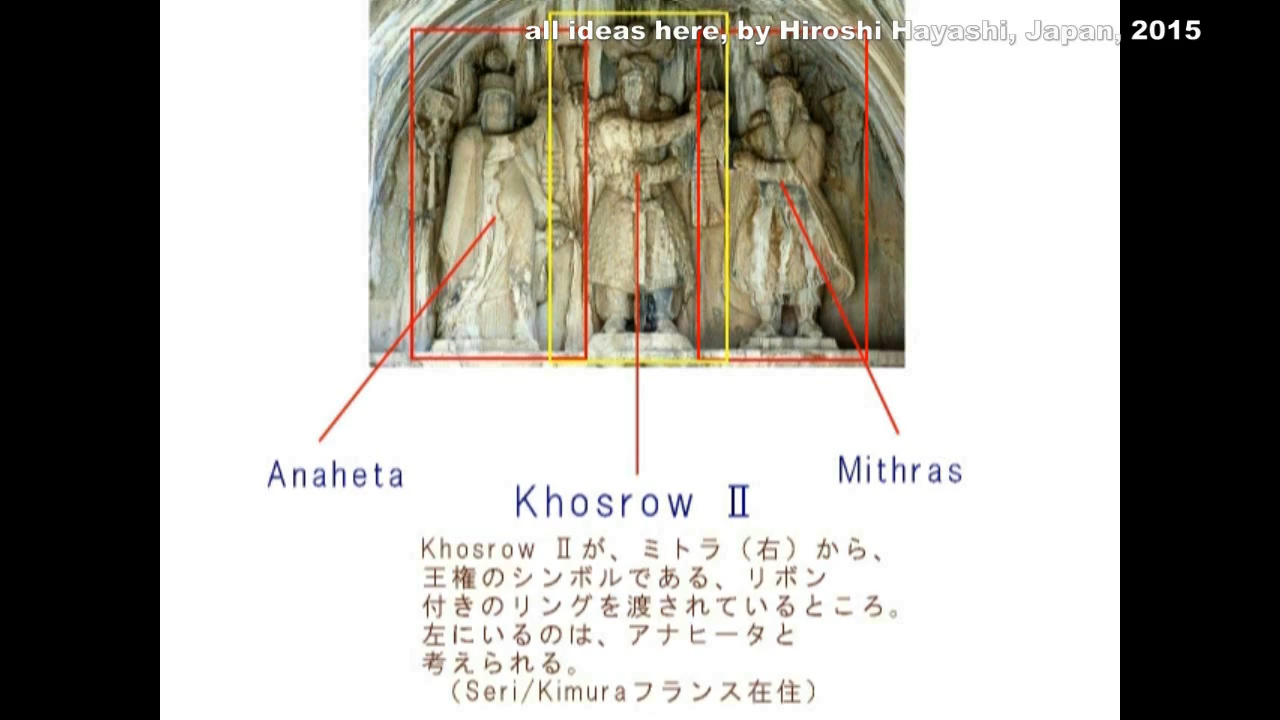 all ideas here, by Hiroshi Hayashi, Japan, 2015
Anaheta
Mithras
Khosrow Ⅱ
Khosrow Ⅱが、ミトラ（右）から、
王権のシンボルである、リボン
付きのリングを渡されているところ。
左にいるのは、アナヒータと
考えられる。
（Seri/Kimuraフランス在住）